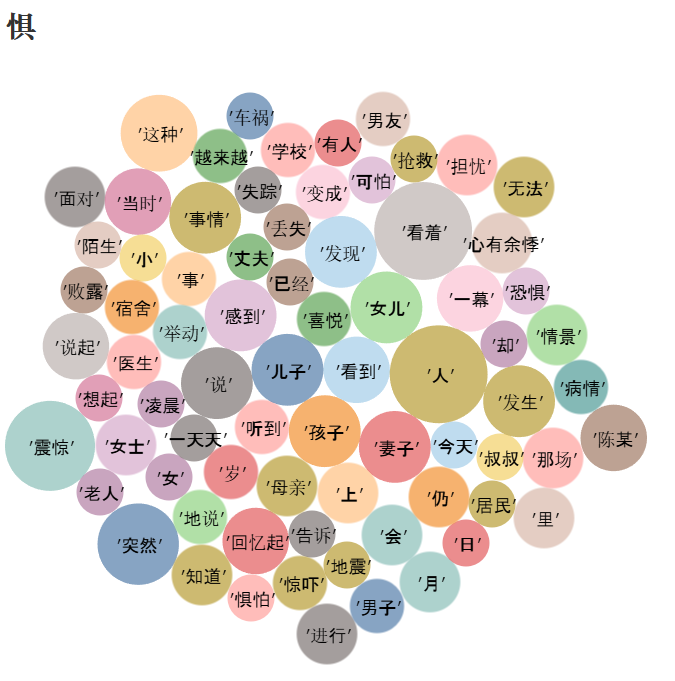 惧
'车祸'
'男友'
'这种'
'有人'
'学校'
'越来越'
'抢救'
'担忧'
'可怕'
'无法'
'失踪'
'变成'
'面对'
'当时'
'事情'
'丢失'
'看着'
'陌生'
'心有余悸'
'发现'
'小'
'丈夫'
'事'
'已经'
'败露'
'恐惧'
'一幕'
'宿舍'
'女儿'
'感到'
'喜悦'
'举动'
'情景'
'却'
'说起'
'医生'
'儿子'
'看到'
'人'
'说'
'病情'
'想起'
'凌晨'
'发生'
'听到'
'孩子'
'一天天'
'陈某'
'震惊'
'女士'
'妻子'
'今天'
'叔叔'
'那场'
'岁'
'女'
'母亲'
'老人'
'上'
'仍'
'居民'
'里'
'地说'
'告诉'
'会'
'突然'
'回忆起'
'日'
'地震'
'知道'
'惊吓'
'月'
'惧怕'
'男子'
'进行'